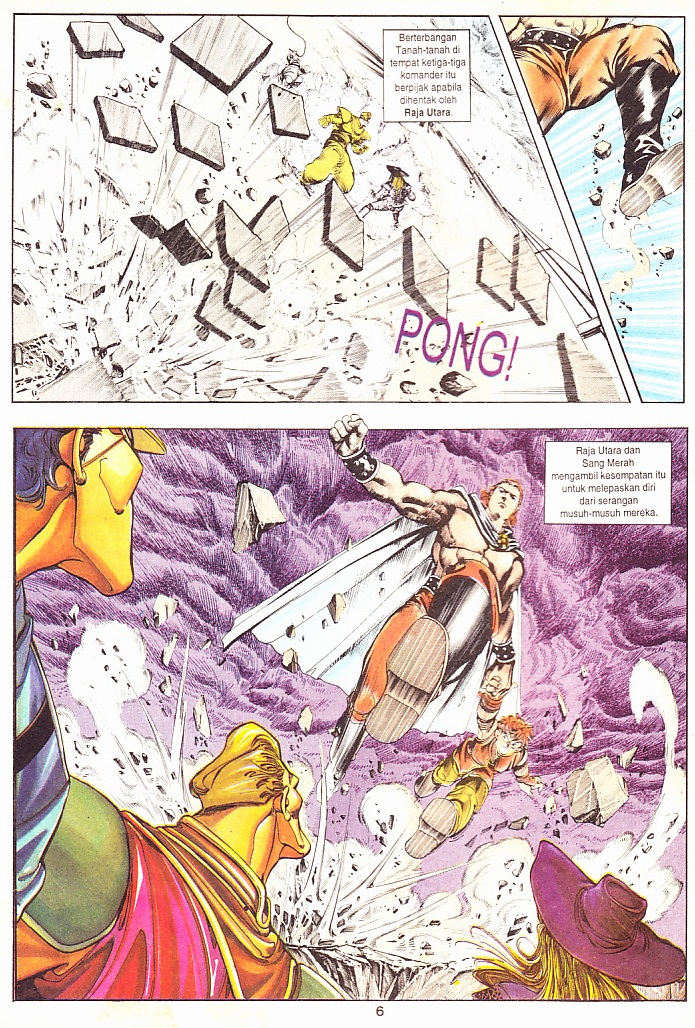 Berterbangan
Tanah-tanah di
tempat ketiga-tiga
komander itu
berpijak apabila
dihentak oleh
Raja Utara.
PONG!
Raja Utara dan
Sang Merah
mengambil kesempatan itu
untuk melepaskan diri
dari serangan
musuh-musuh mereka.
6